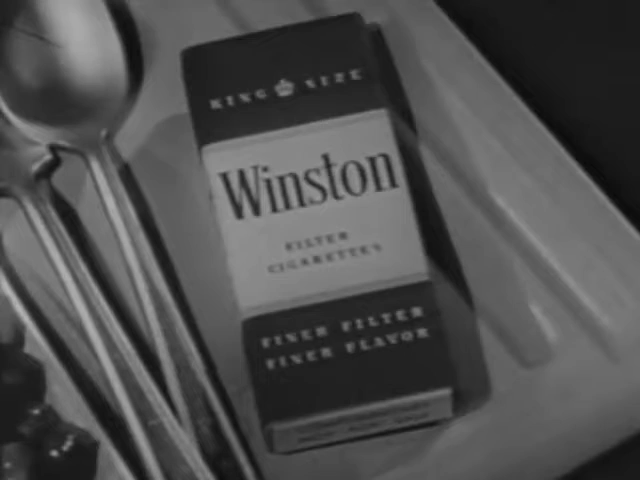 KING SIZE
Winston
FILTER
CIGARETTES
FINER FILTER
FINER FLAVOR